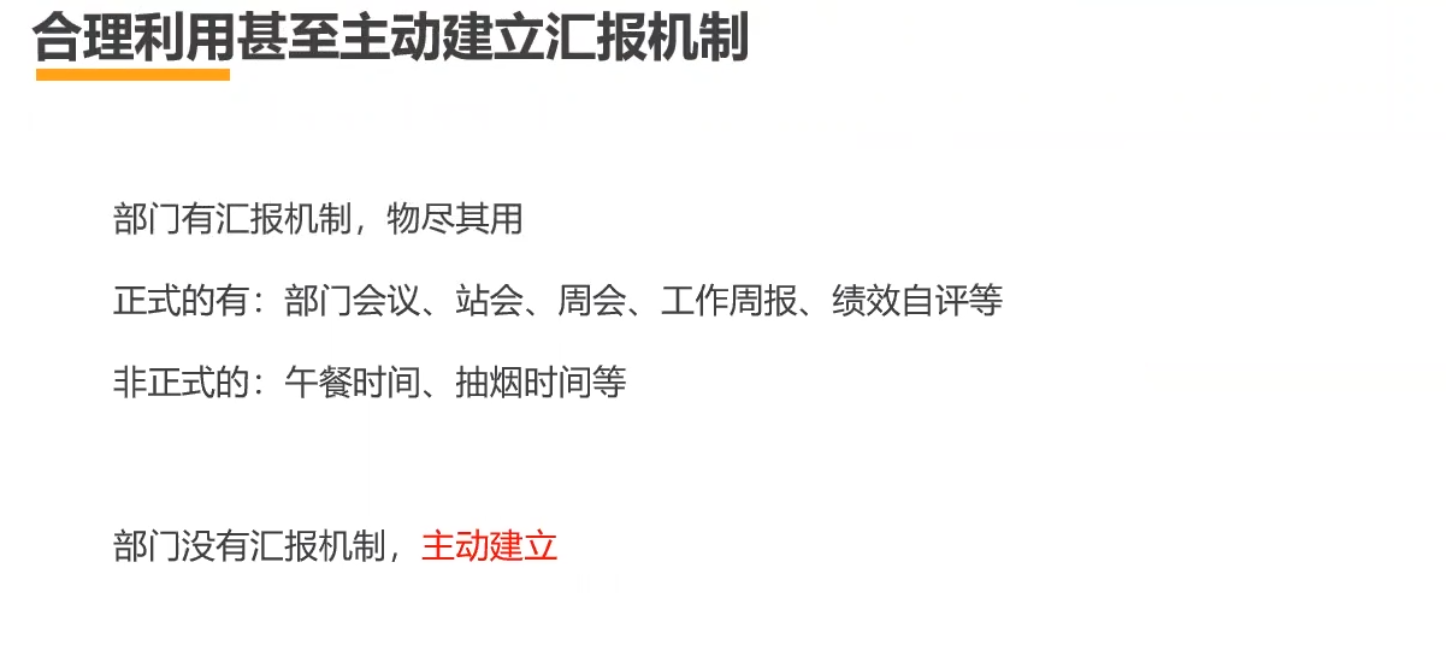 合理利用甚至主动建立汇报机制
部门有汇报机制，物尽其用
正式的有：部门会议、站会、周会、工作周报、绩效自评等
非正式的：午餐时间、抽烟时间等
部门没有汇报机制，主动建立